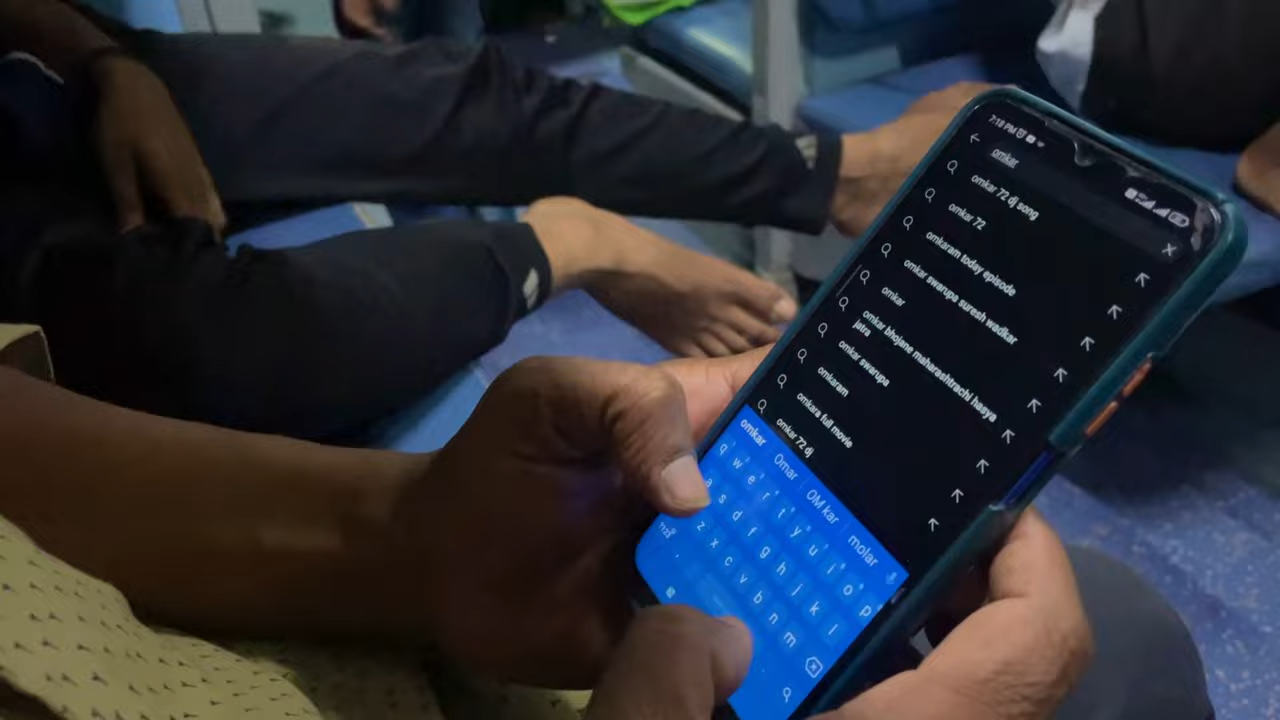 7:18 PM
omkar
omkar 72 dj song
omkar 72
omkaram today episode
omkar swarupa suresh wadkar
omkar
omkar bhojane maharashtrachi hasya
jatra
omkar swarupa
omkaram
omkara full movie
omkar 72 dj
omkar Omar OM kar molar
q w e r t y u i o p
a s d f g h j k l
z x c v b n m